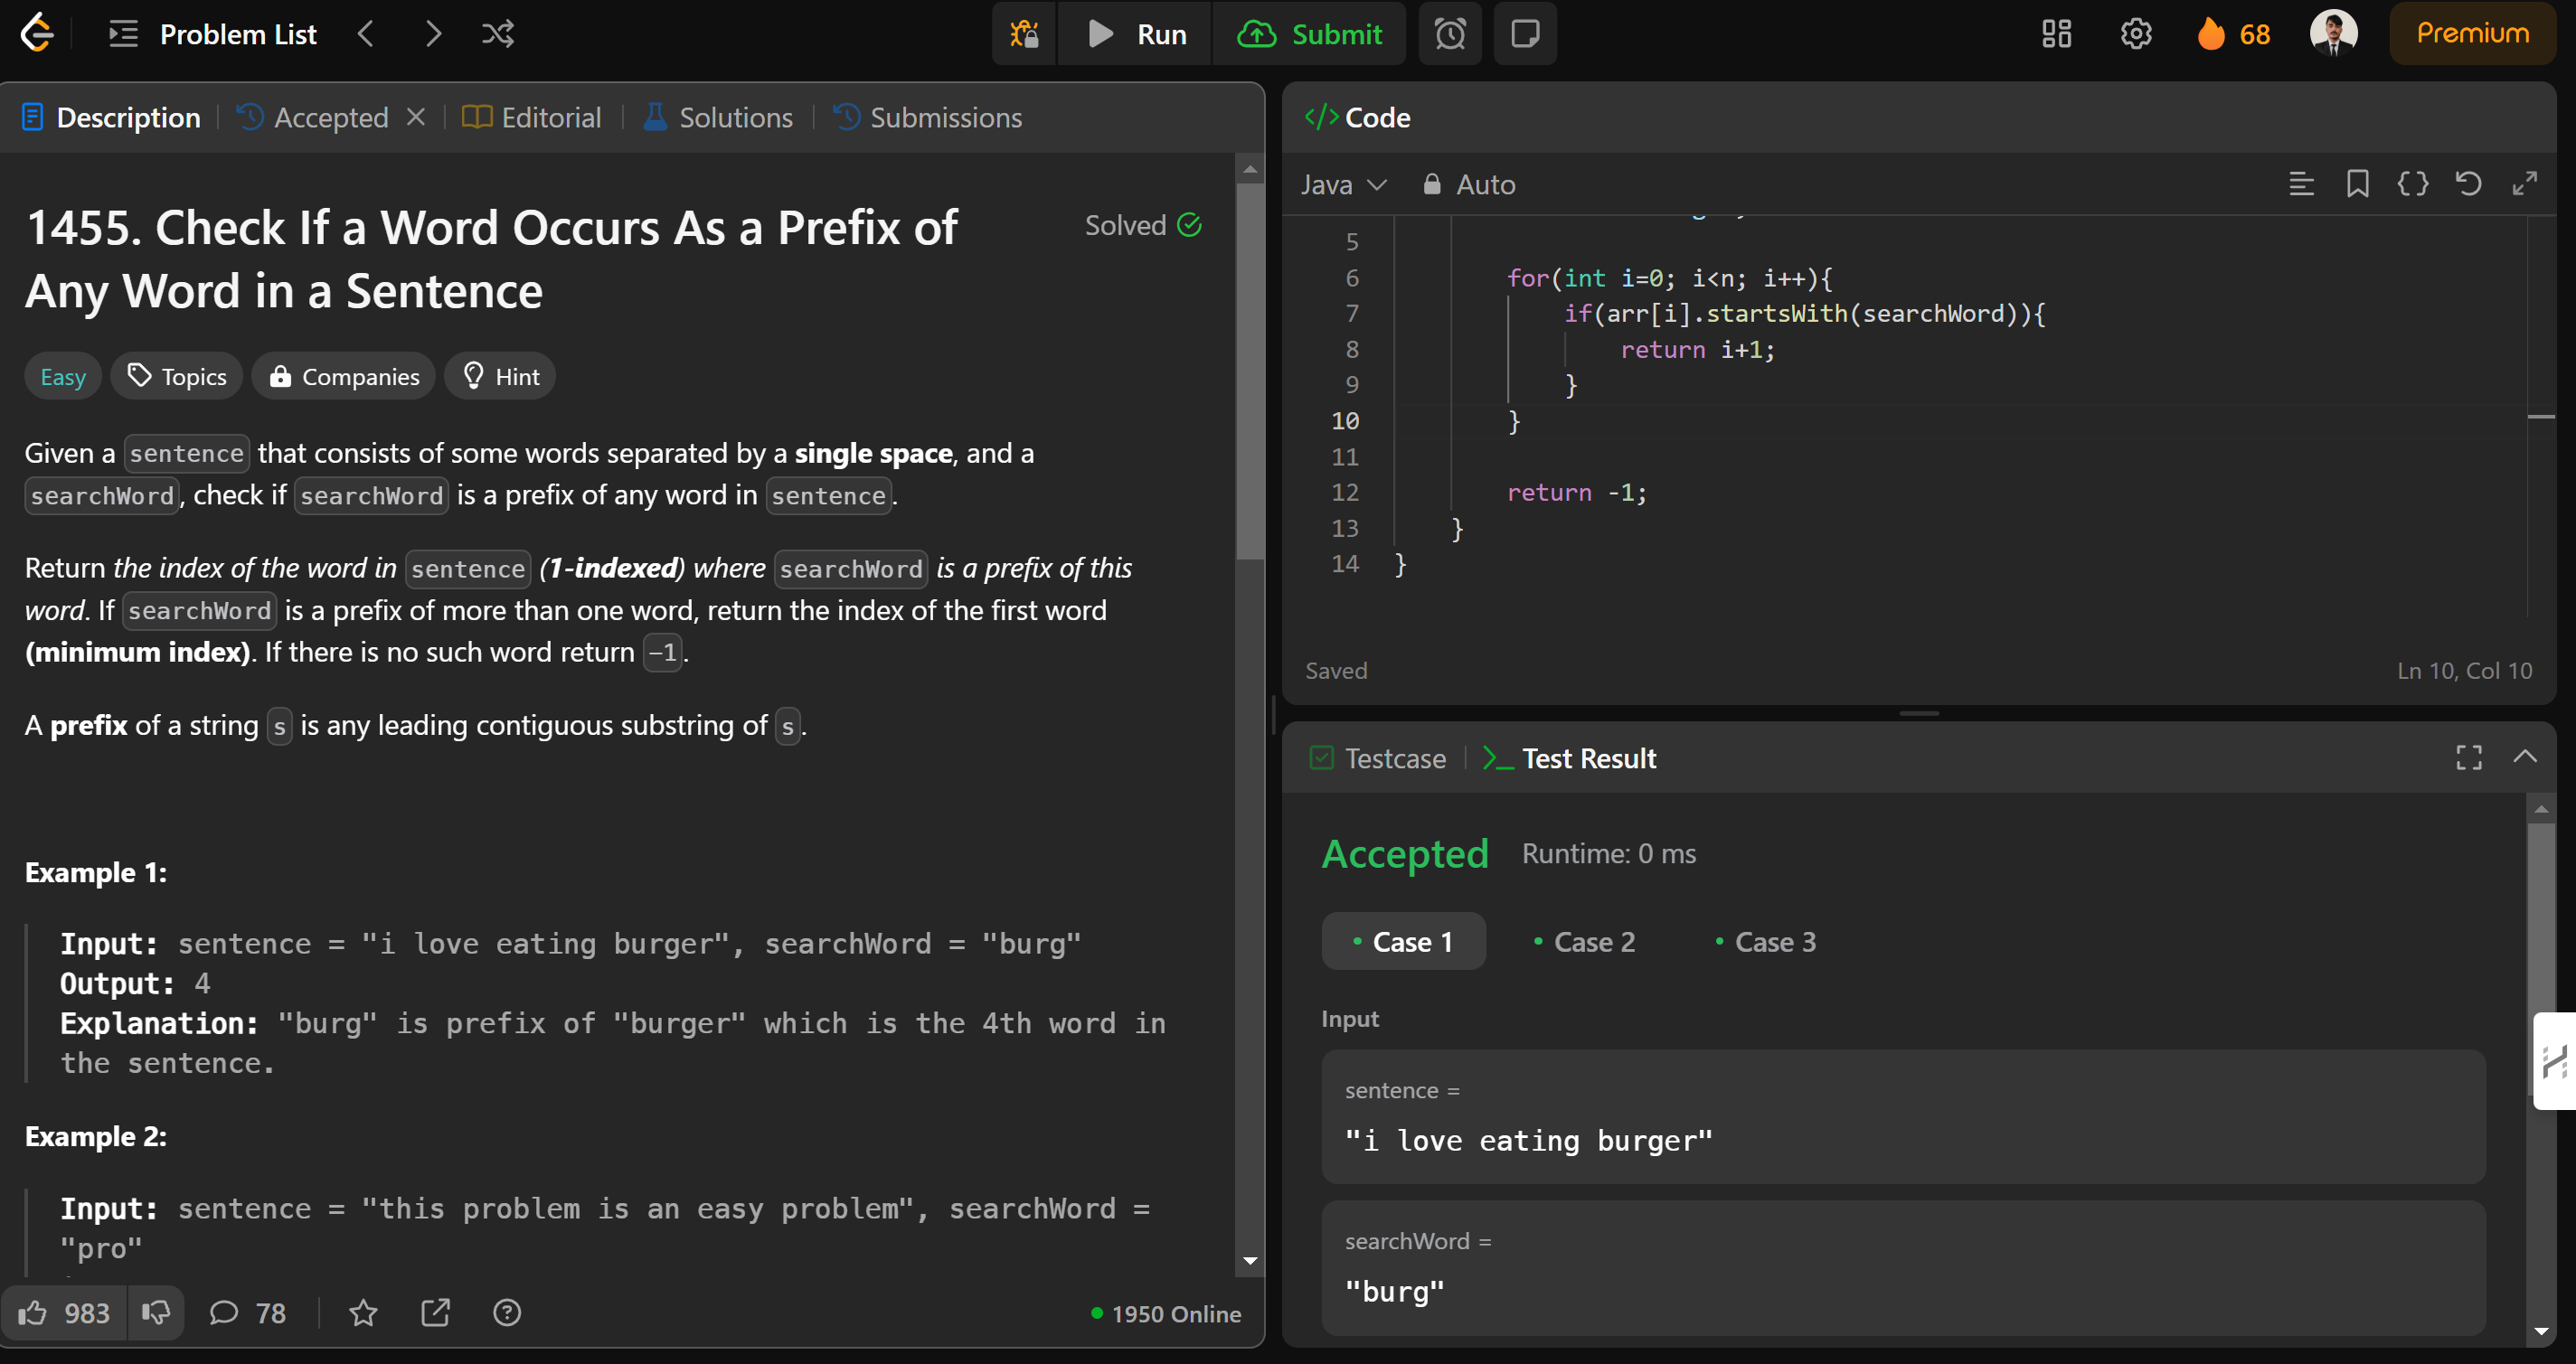 Problem List
Run
Submit
68
Premium
Description
Accepted
Editorial
Solutions
Submissions
1455. Check If a Word Occurs As a Prefix of
Any Word in a Sentence
Solved
Easy
Topics
Companies
Hint
Given a sentence that consists of some words separated by a single space, and a
searchWord, check if searchWord is a prefix of any word in sentence.
Return the index of the word in sentence (1-indexed) where searchWord is a prefix of this
word. If searchWord is a prefix of more than one word, return the index of the first word
(minimum index). If there is no such word return -1.
A prefix of a string s is any leading contiguous substring of s.
Example 1:
Input: sentence = "i love eating burger", searchWord = "burg"
Output: 4
Explanation: "burg" is prefix of "burger" which is the 4th word in
the sentence.
Example 2:
Input: sentence = "this problem is an easy problem", searchWord =
"pro"
983
78
1950 Online
</> Code
Java
Auto
5
6 for(int i=0; i<n; i++){
7 if(arr[i].startsWith(searchWord)){
8 return i+1;
9 }
10 }
11
12 return -1;
13 }
14 }
Saved
Ln 10, Col 10
Testcase
Test Result
Accepted
Runtime: 0 ms
Case 1
Case 2
Case 3
Input
sentence =
"i love eating burger"
searchWord =
"burg"